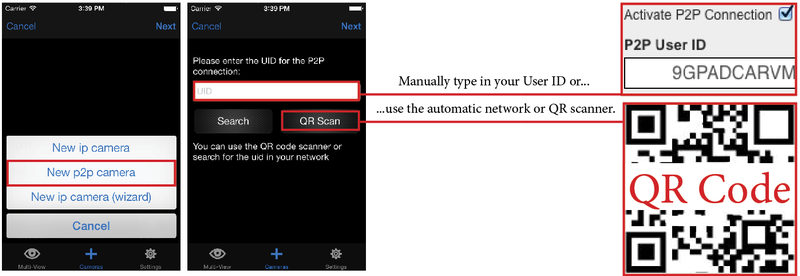 Carrier 3:39 PM
Cancel Next
New ip camera
New p2p camera
New ip camera (wizard)
Cancel
Multi-View Cameras Settings
Carrier 3:39 PM
Cancel Next
Please enter the UID for the P2P
connection:
UID
Search QR Scan
You can use the QR code scanner or
search for the uid in your network
Multi-View Cameras Settings
Manually type in your User ID or...
...use the automatic network or QR scanner.
Activate P2P Connection
P2P User ID
9GPADCARVM
QR Code